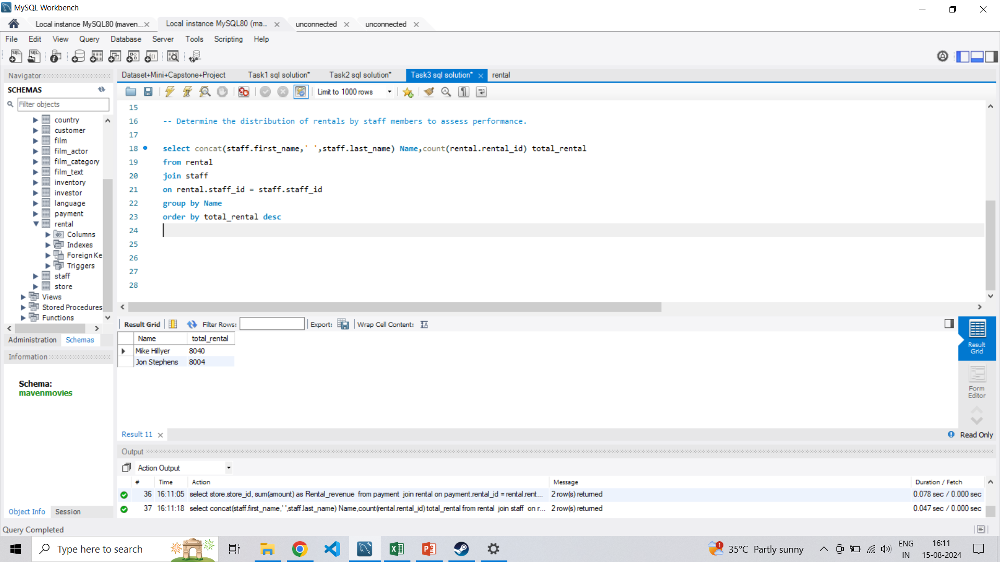 MySQL Workbench
Local instance MySQL80 (maven...
Local instance MySQL80 (ma...
unconnected
unconnected
File Edit View Query Database Server Tools Scripting Help
Navigator
SCHEMAS
Filter objects
country
customer
film
film_actor
film_category
film_text
inventory
investor
language
payment
rental
Columns
Indexes
Foreign Ke
Triggers
staff
store
Views
Stored Procedures
Functions
Administration Schemas
Information
Schema:
mavenmovies
Object Info Session
Dataset+Mini+Capstone+Project Task1 sql solution* Task2 sql solution* Task3 sql solution* rental
Limit to 1000 rows
15
16 -- Determine the distribution of rentals by staff members to assess performance.
17
18 select concat(staff.first_name,' ',staff.last_name) Name,count(rental.rental_id) total_rental
19 from rental
20 join staff
21 on rental.staff_id = staff.staff_id
22 group by Name
23 order by total_rental desc
24
25
26
27
28
Result Grid Filter Rows: Export: Wrap Cell Content:
Name total_rental
Mike Hillyer 8040
Jon Stephens 8004
Result Grid
Form Editor
Result 11
Read Only
Output
Action Output
# Time Action Message Duration / Fetch
36 16:11:05 select store.store_id, sum(amount) as Rental_revenue from payment join rental on payment.rental_id = rental.rent... 2 row(s) returned 0.078 sec / 0.000 sec
37 16:11:18 select concat(staff.first_name,' ',staff.last_name) Name,count(rental.rental_id) total_rental from rental join staff on r... 2 row(s) returned 0.047 sec / 0.000 sec
Query Completed
Type here to search
1
35°C Partly sunny
ENG
IN
16:11
15-08-2024